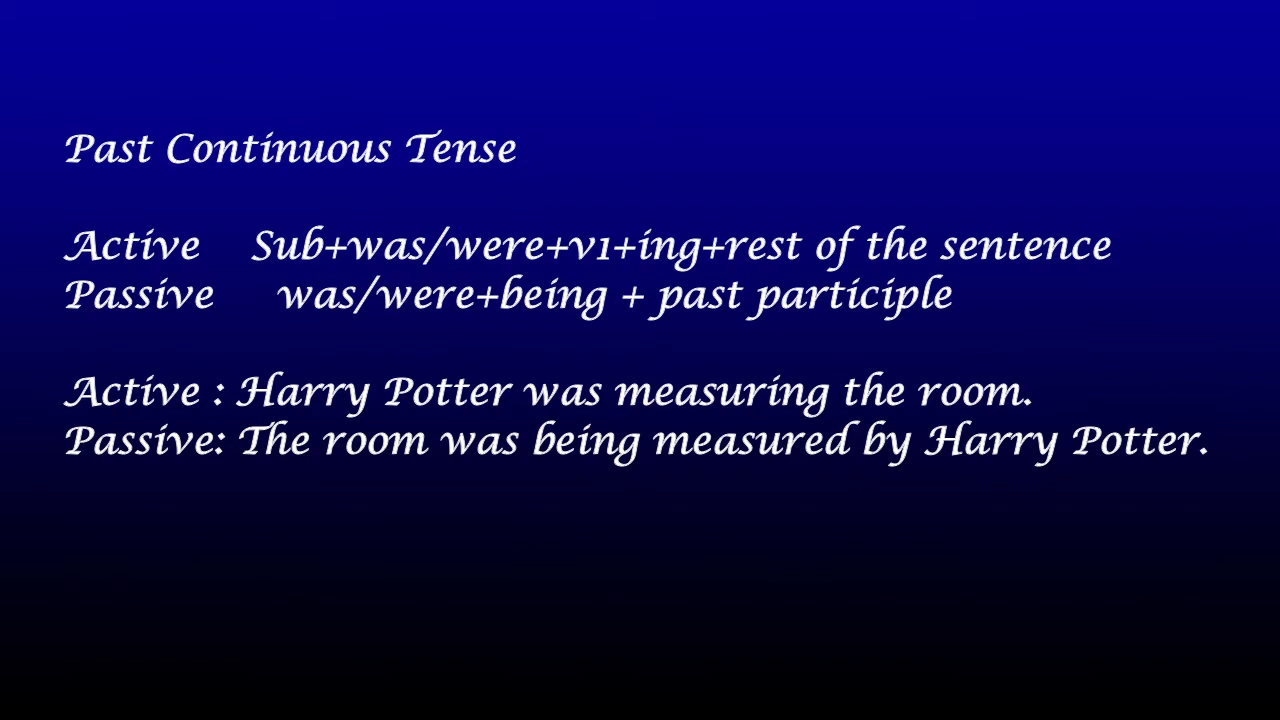 Past Continuous Tense
Active Sub+was/were+v1+ing+rest of the sentence
Passive was/were+being + past participle
Active : Harry Potter was measuring the room.
Passive: The room was being measured by Harry Potter.